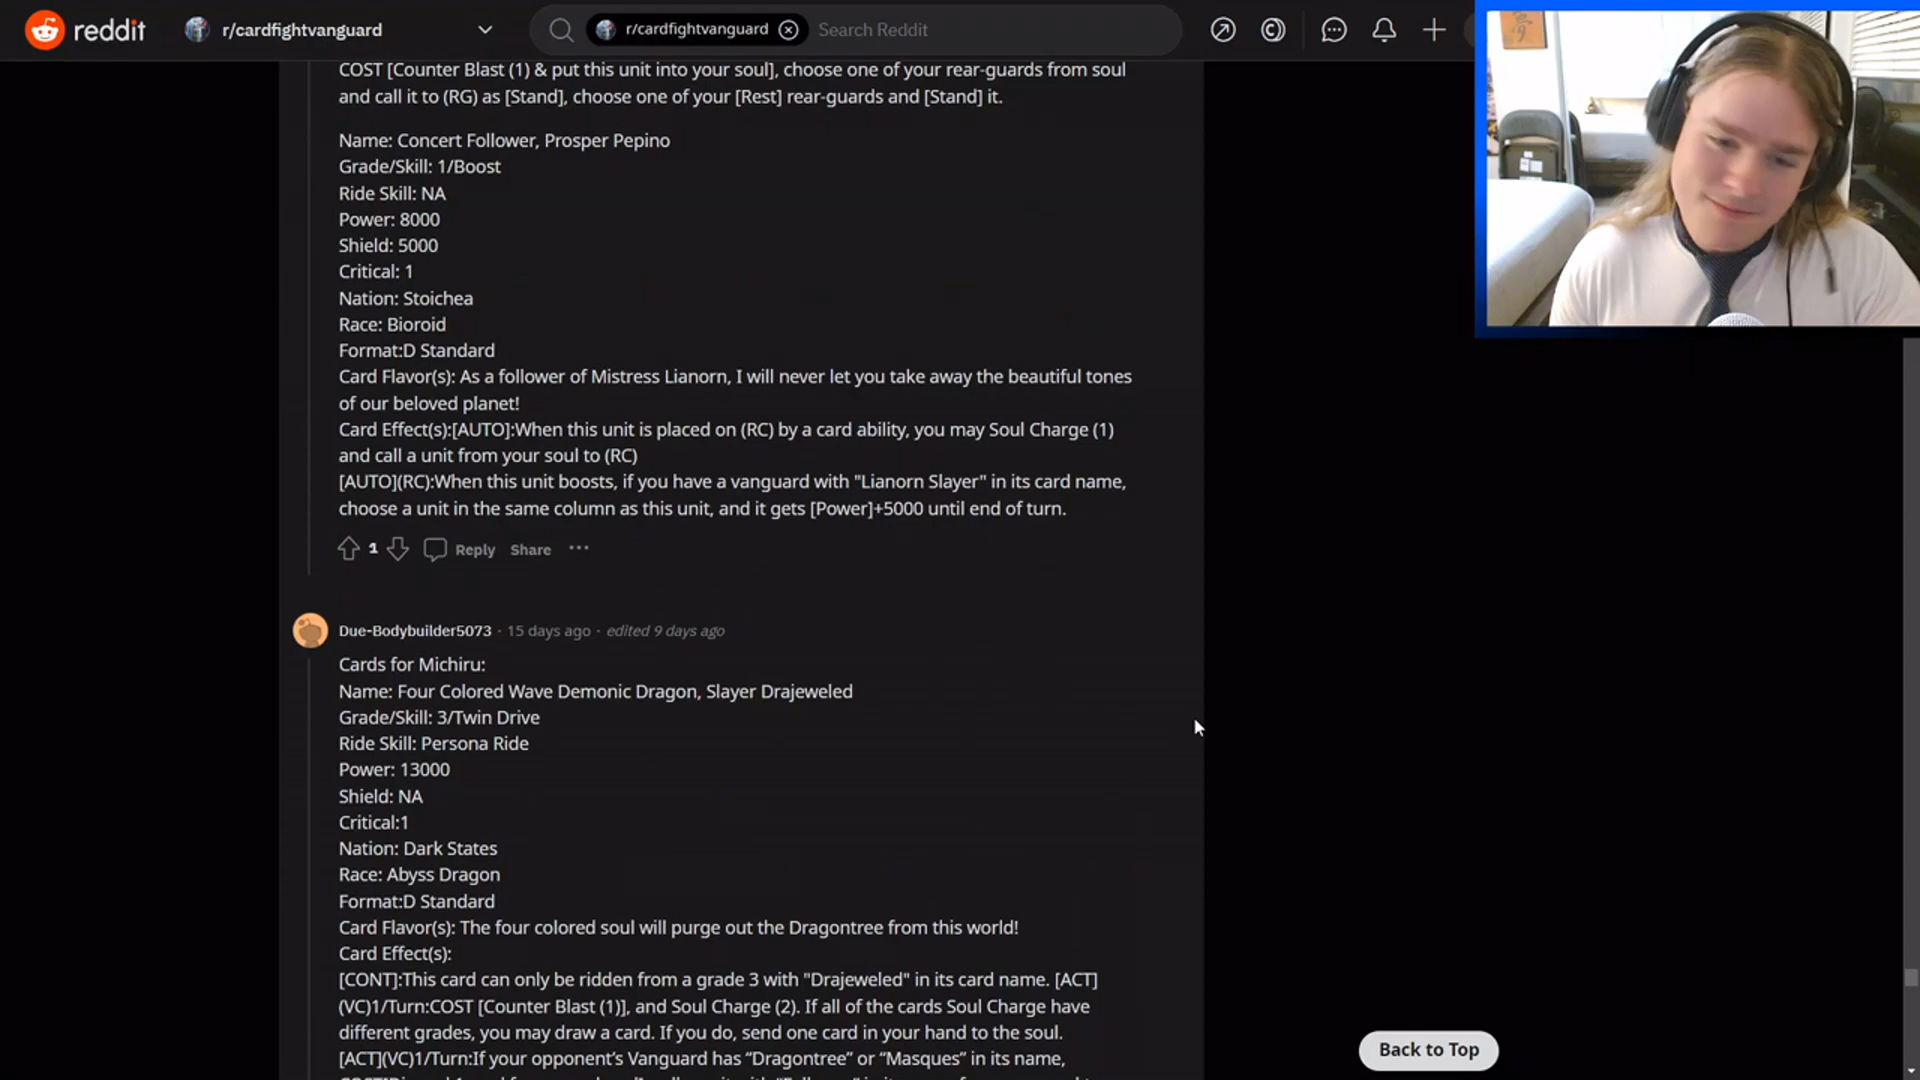 reddit
r/cardfightvanguard
r/cardfightvanguard
Search Reddit
COST [Counter Blast (1) & put this unit into your soul], choose one of your rear-guards from soul
and call it to (RG) as [Stand], choose one of your [Rest] rear-guards and [Stand] it.
Name: Concert Follower, Prosper Pepino
Grade/Skill: 1/Boost
Ride Skill: NA
Power: 8000
Shield: 5000
Critical: 1
Nation: Stoichea
Race: Bioroid
Format:D Standard
Card Flavor(s): As a follower of Mistress Lianorn, I will never let you take away the beautiful tones
of our beloved planet!
Card Effect(s):[AUTO]:When this unit is placed on (RC) by a card ability, you may Soul Charge (1)
and call a unit from your soul to (RC)
[AUTO](RC):When this unit boosts, if you have a vanguard with "Lianorn Slayer" in its card name,
choose a unit in the same column as this unit, and it gets [Power]+5000 until end of turn.
1
Reply
Share
Due-Bodybuilder5073 · 15 days ago · edited 9 days ago
Cards for Michiru:
Name: Four Colored Wave Demonic Dragon, Slayer Drajeweled
Grade/Skill: 3/Twin Drive
Ride Skill: Persona Ride
Power: 13000
Shield: NA
Critical:1
Nation: Dark States
Race: Abyss Dragon
Format:D Standard
Card Flavor(s): The four colored soul will purge out the Dragontree from this world!
Card Effect(s):
[CONT]:This card can only be ridden from a grade 3 with "Drajeweled" in its card name. [ACT]
(VC)1/Turn:COST [Counter Blast (1)], and Soul Charge (2). If all of the cards Soul Charge have
different grades, you may draw a card. If you do, send one card in your hand to the soul.
[ACT](VC)1/Turn:If your opponent's Vanguard has “Dragontree” or “Masques” in its name,
Back to Top